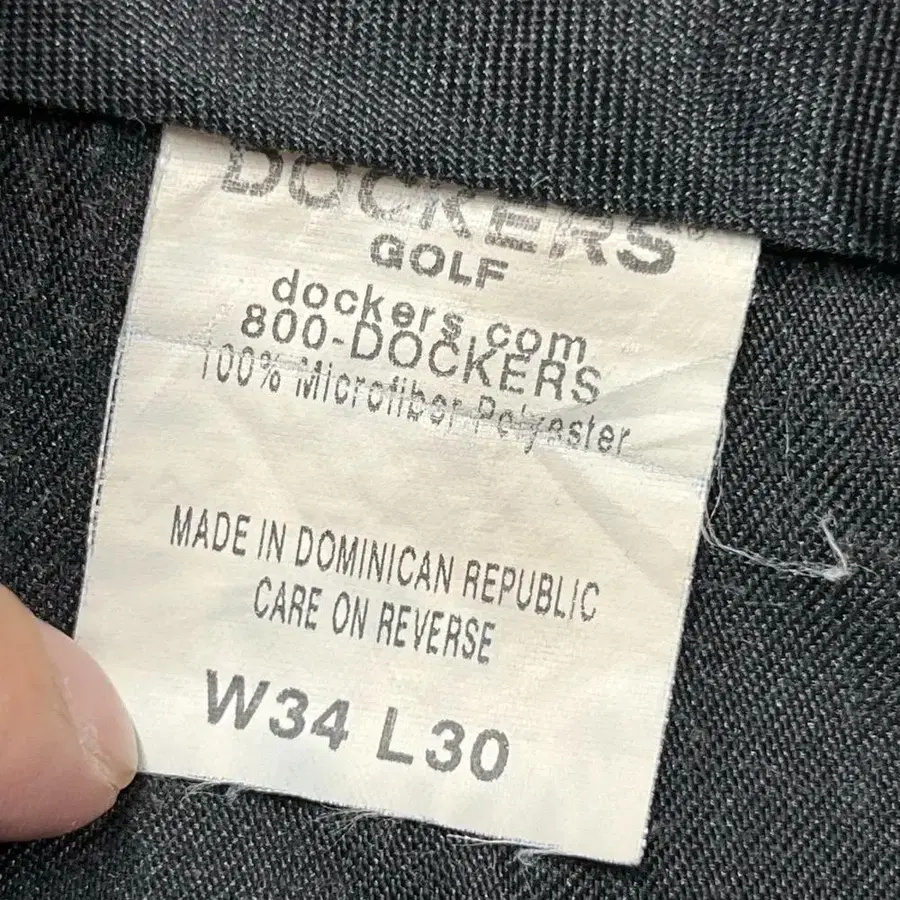 DOCKERS
GOLF
dockers.com
800-DOCKERS
100% Microfiber Polyester
MADE IN DOMINICAN REPUBLIC
CARE ON REVERSE
W34 L30